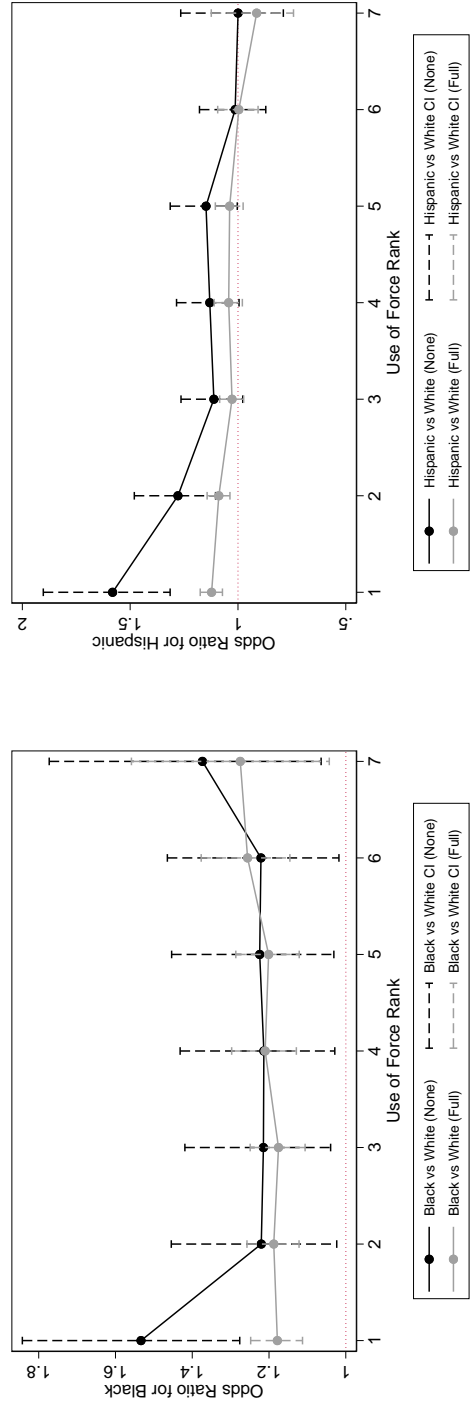 Odds Ratio for Black
1.8
1.6
1.4
1.2
1
1 2 3 4 5 6 7
Use of Force Rank
Black vs White (None) Black vs White CI (None)
Black vs White (Full) Black vs White CI (Full)
Odds Ratio for Hispanic
2
1.5
1
.5
1 2 3 4 5 6 7
Use of Force Rank
Hispanic vs White (None) Hispanic vs White CI (None)
Hispanic vs White (Full) Hispanic vs White CI (Full)